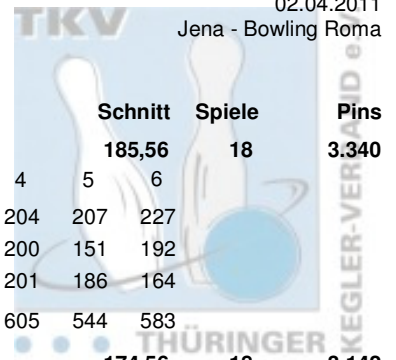 02.04.2011
TKV
Jena - Bowling Roma
Schnitt Spiele Pins
185,56 18 3.340
4 5 6
204 207 227
200 151 192
201 186 164
605 544 583
THÜRINGER
KEGLER-VERBAND e.V.